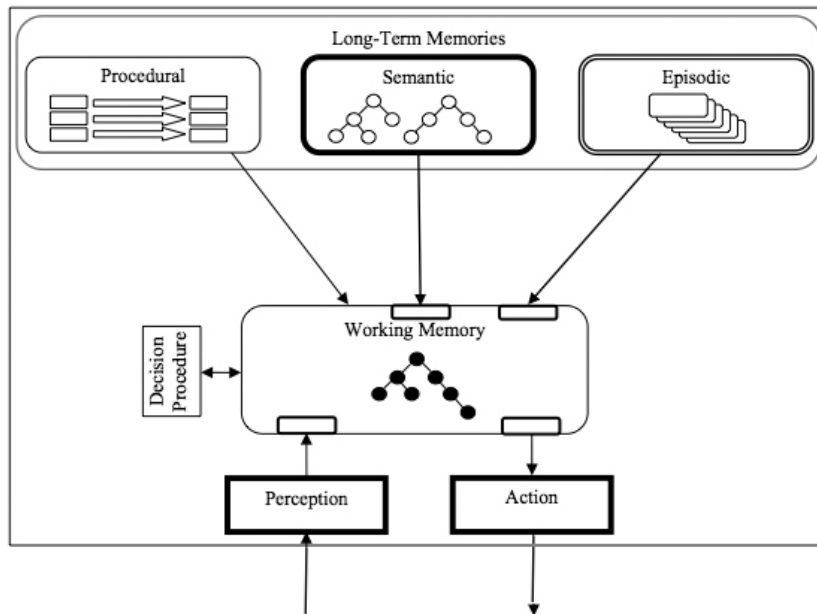 Long-Term Memories
Procedural
Semantic
Episodic
Working Memory
Decision
Procedure
Perception
Action